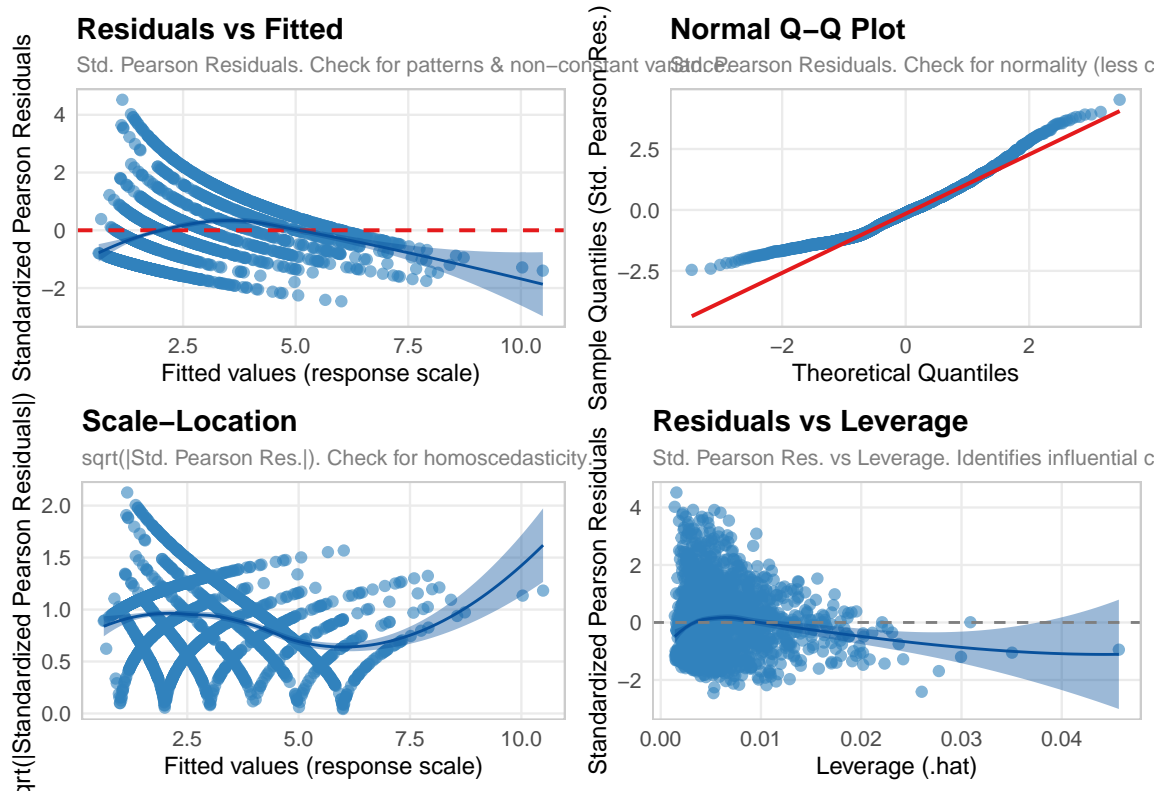 Residuals vs Fitted
Std. Pearson Residuals. Check for patterns & non−constant variance.
Standardized Pearson Residuals
4
2
0
−2
2.5
5.0
7.5
10.0
Fitted values (response scale)
Normal Q−Q Plot
Std. Pearson Residuals. Check for normality (less c
Sample Quantiles (Std. Pearson Res.)
2.5
0.0
−2.5
−2
0
2
Theoretical Quantiles
Scale−Location
sqrt(|Std. Pearson Res.|). Check for homoscedasticity.
qrt(|Standardized Pearson Residuals|)
2.0
1.5
1.0
0.5
0.0
2.5
5.0
7.5
10.0
Fitted values (response scale)
Residuals vs Leverage
Std. Pearson Res. vs Leverage. Identifies influential c
Standardized Pearson Residuals
4
2
0
−2
0.00
0.01
0.02
0.03
0.04
Leverage (.hat)